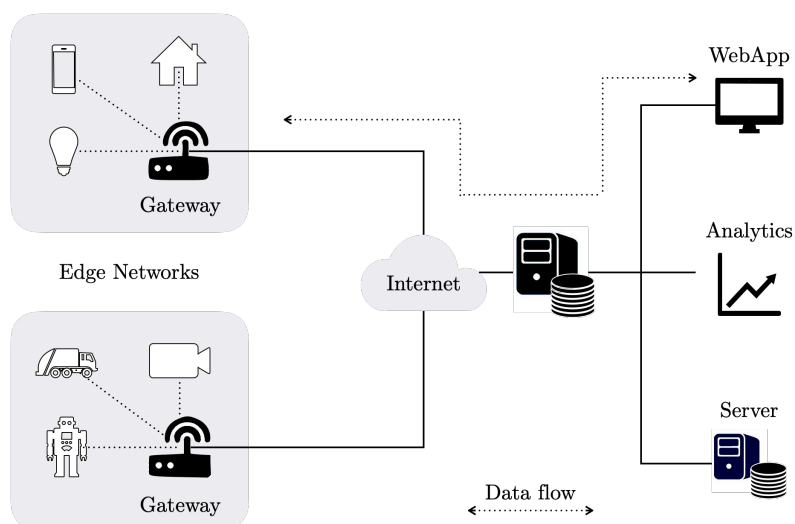 WebApp
Gateway
Analytics
Edge Networks
Internet
Server
Data flow
Gateway